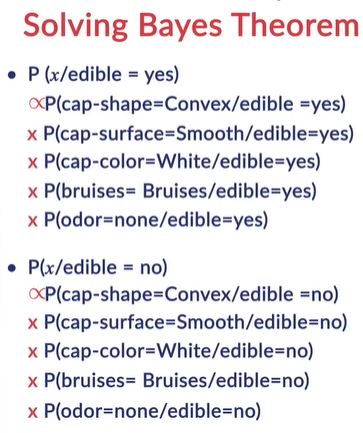 Solving Bayes Theorem
• P (x/edible = yes)
∝P(cap-shape=Convex/edible =yes)
x P(cap-surface=Smooth/edible=yes)
x P(cap-color=White/edible=yes)
x P(bruises= Bruises/edible=yes)
x P(odor=none/edible=yes)
• P(x/edible = no)
∝P(cap-shape=Convex/edible =no)
x P(cap-surface=Smooth/edible=no)
x P(cap-color=White/edible=no)
x P(bruises= Bruises/edible=no)
x P(odor=none/edible=no)